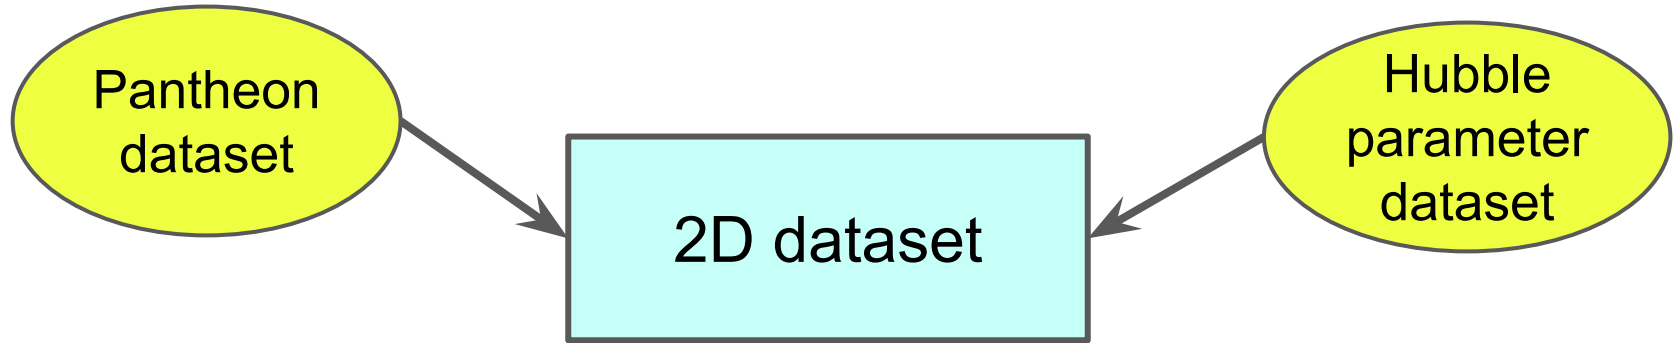 Pantheon
dataset
2D dataset
Hubble
parameter
dataset